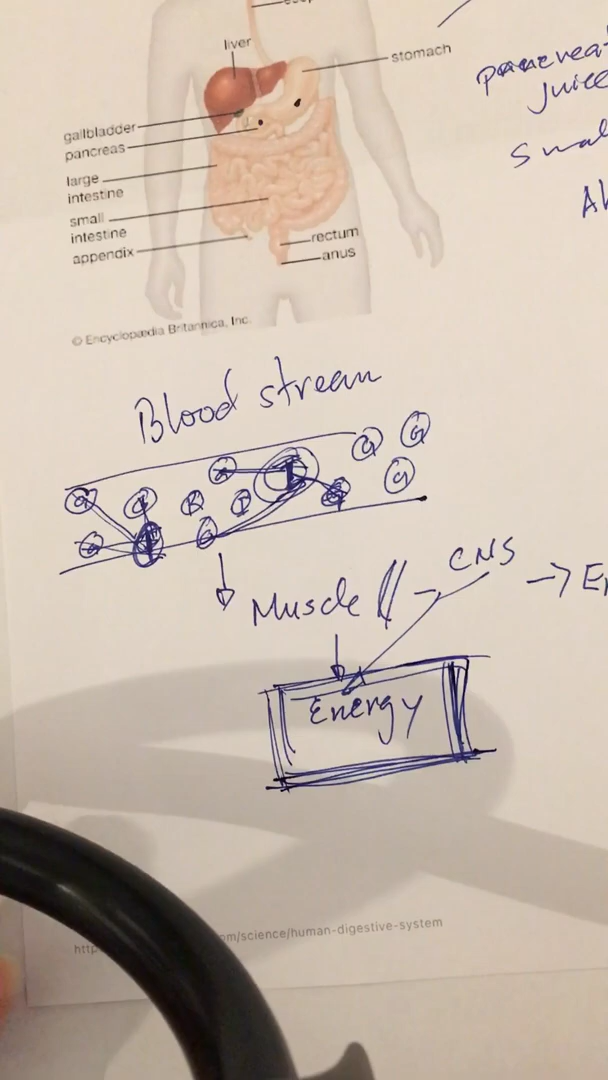 liver
stomach
gallbladder
pancreas
large
intestine
small
intestine
appendix
rectum
anus
© Encyclopædia Britannica, Inc.
Blood stream
G G G
G I G I G G
G G
Muscle // → CNS →
Energy
om/science/human-digestive-system
http